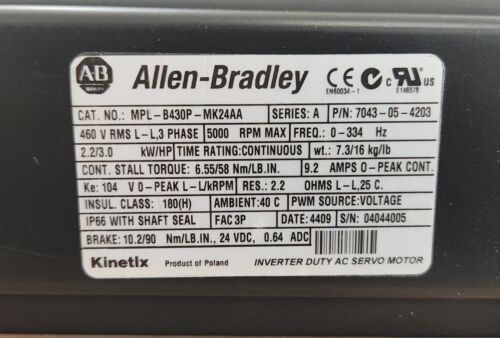 A-B
QUALITY
Allen-Bradley
CE
EN60034-1
C
c RU US
E146578
CAT. NO.: MPL-B430P-MK24AA SERIES: A P/N: 7043-05-4203
460 V RMS L-L,3 PHASE 5000 RPM MAX FREQ.: 0-334 Hz
2.2/3.0 kW/HP TIME RATING:CONTINUOUS wt.: 7.3/16 kg/lb
CONT. STALL TORQUE: 6.55/58 Nm/LB.IN. 9.2 AMPS O-PEAK CONT.
Ke: 104 V O-PEAK L-L/kRPM RES.: 2.2 OHMS L-L,25 C.
INSUL. CLASS: 180(H) AMBIENT:40 C PWM SOURCE:VOLTAGE
IP66 WITH SHAFT SEAL FAC 3P DATE: 4409 S/N: 04044005
BRAKE: 10.2/90 Nm/LB.IN., 24 VDC, 0.64 ADC
Kinetix Product of Poland INVERTER DUTY AC SERVO MOTOR